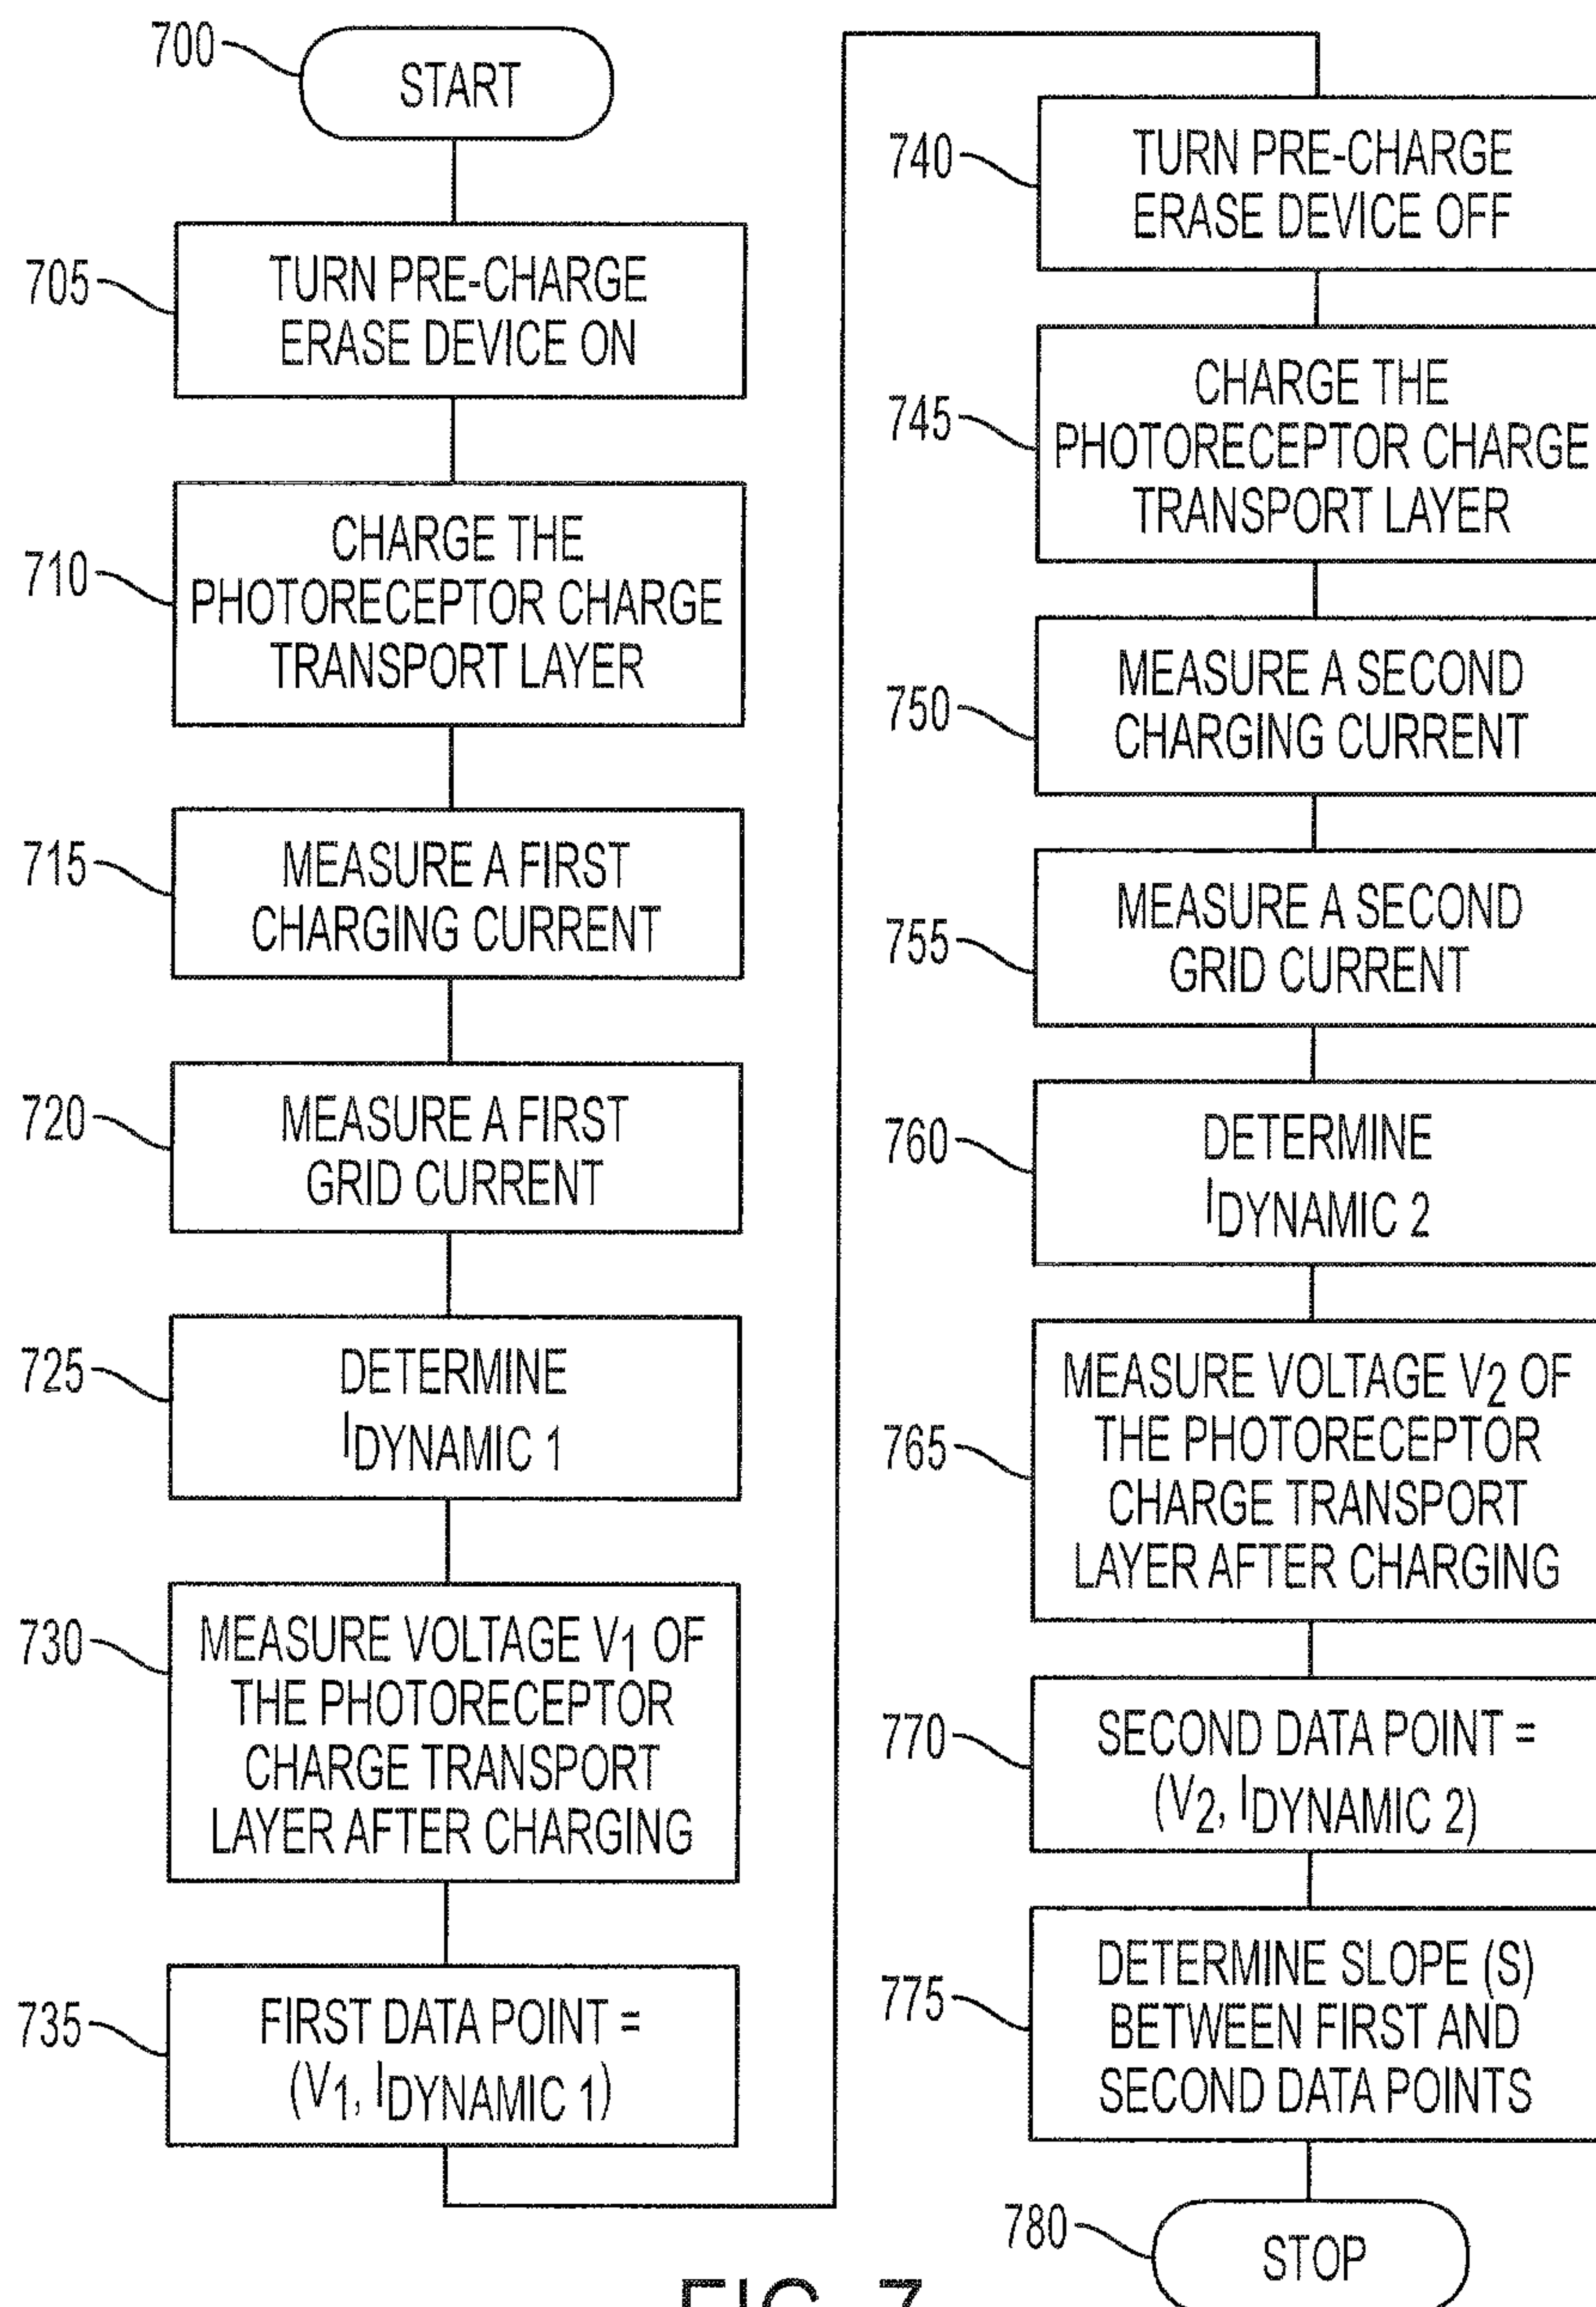 700
START
705
TURN PRE-CHARGE
ERASE DEVICE ON
710
CHARGE THE
PHOTORECEPTOR CHARGE
TRANSPORT LAYER
715
MEASURE A FIRST
CHARGING CURRENT
720
MEASURE A FIRST
GRID CURRENT
725
DETERMINE
IDYNAMIC 1
730
MEASURE VOLTAGE V1 OF
THE PHOTORECEPTOR
CHARGE TRANSPORT
LAYER AFTER CHARGING
735
FIRST DATA POINT =
(V1, IDYNAMIC 1)
740
TURN PRE-CHARGE
ERASE DEVICE OFF
745
CHARGE THE
PHOTORECEPTOR CHARGE
TRANSPORT LAYER
750
MEASURE A SECOND
CHARGING CURRENT
755
MEASURE A SECOND
GRID CURRENT
760
DETERMINE
IDYNAMIC 2
765
MEASURE VOLTAGE V2 OF
THE PHOTORECEPTOR
CHARGE TRANSPORT
LAYER AFTER CHARGING
770
SECOND DATA POINT =
(V2, IDYNAMIC 2)
775
DETERMINE SLOPE (S)
BETWEEN FIRST AND
SECOND DATA POINTS
780
STOP
FIG. 7